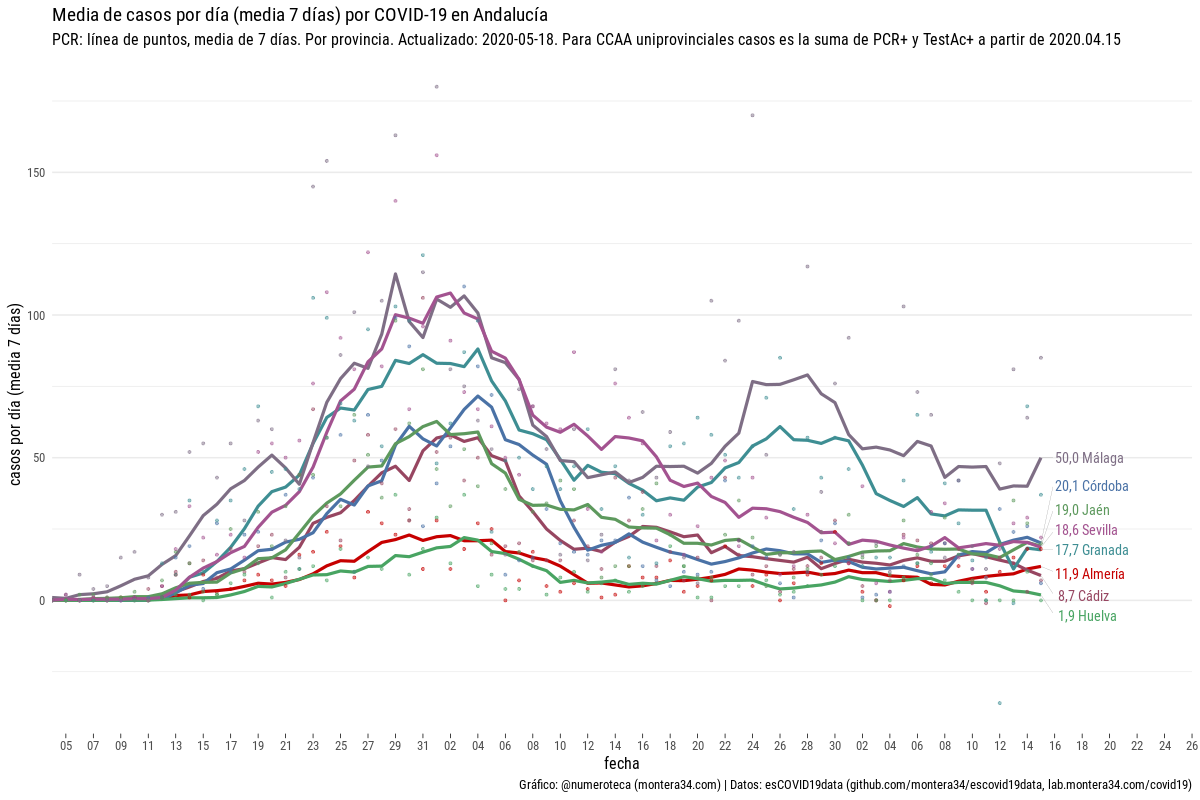 Media de casos por día (media 7 días) por COVID-19 en Andalucía
PCR: línea de puntos, media de 7 días. Por provincia. Actualizado: 2020-05-18. Para CCAA uniprovinciales casos es la suma de PCR+ y TestAc+ a partir de 2020.04.15
casos por día (media 7 días)
150
100
50
0
50,0 Málaga
20,1 Córdoba
19,0 Jaén
18,6 Sevilla
17,7 Granada
11,9 Almería
8,7 Cádiz
1,9 Huelva
05 07 09 11 13 15 17 19 21 23 25 27 29 31 02 04 06 08 10 12 14 16 18 20 22 24 26 28 30 02 04 06 08 10 12 14 16 18 20 22 24 26
fecha
Gráfico: @numeroteca (montera34.com) | Datos: esCOVID19data (github.com/montera34/escovid19data, lab.montera34.com/covid19)